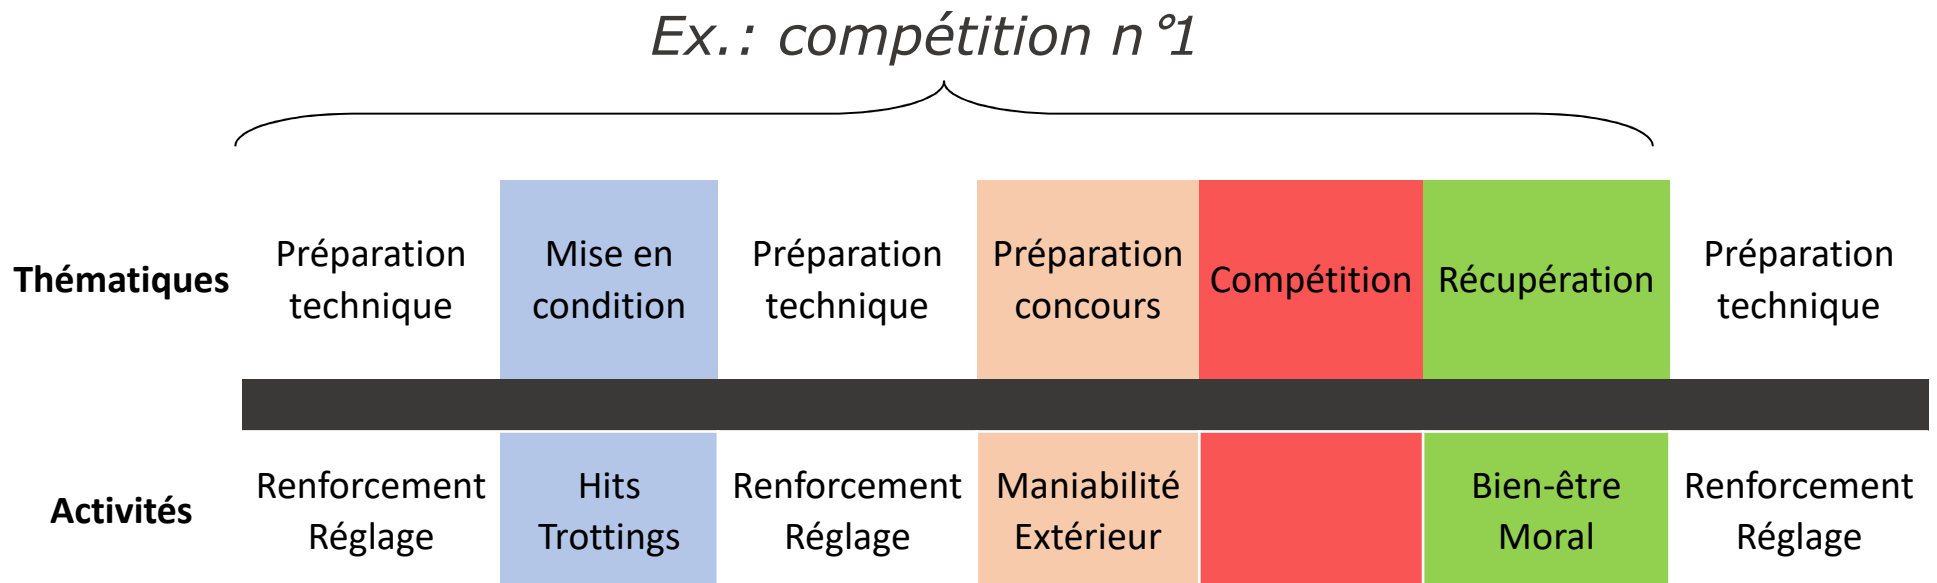 Ex.: compétition n°1
Thématiques
Préparation
technique
Mise en
condition
Préparation
technique
Préparation
concours
Compétition
Récupération
Préparation
technique
Activités
Renforcement
Réglage
Hits
Trottings
Renforcement
Réglage
Maniabilité
Extérieur
Bien-être
Moral
Renforcement
Réglage